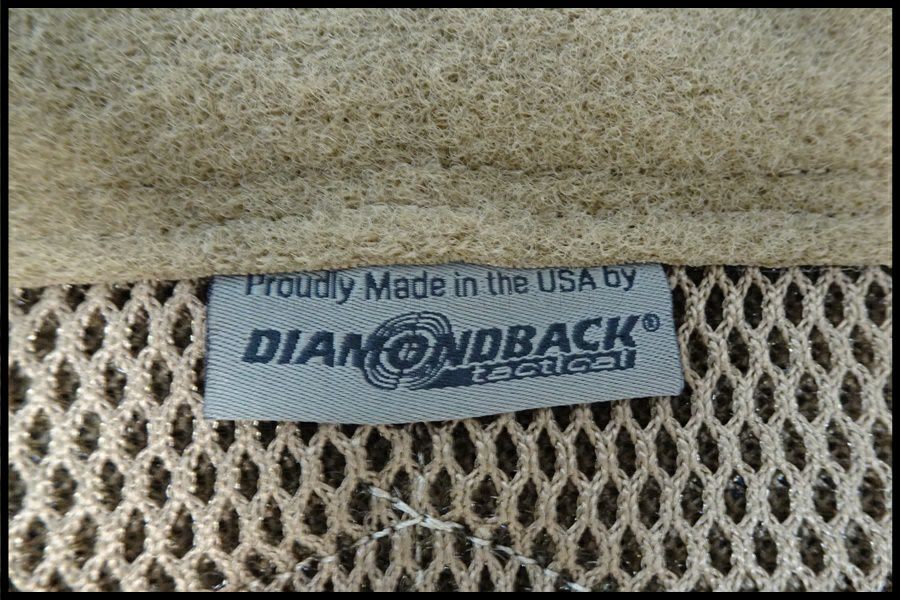 Proudly Made in the USA by
DIAMONDBACK®
tactical